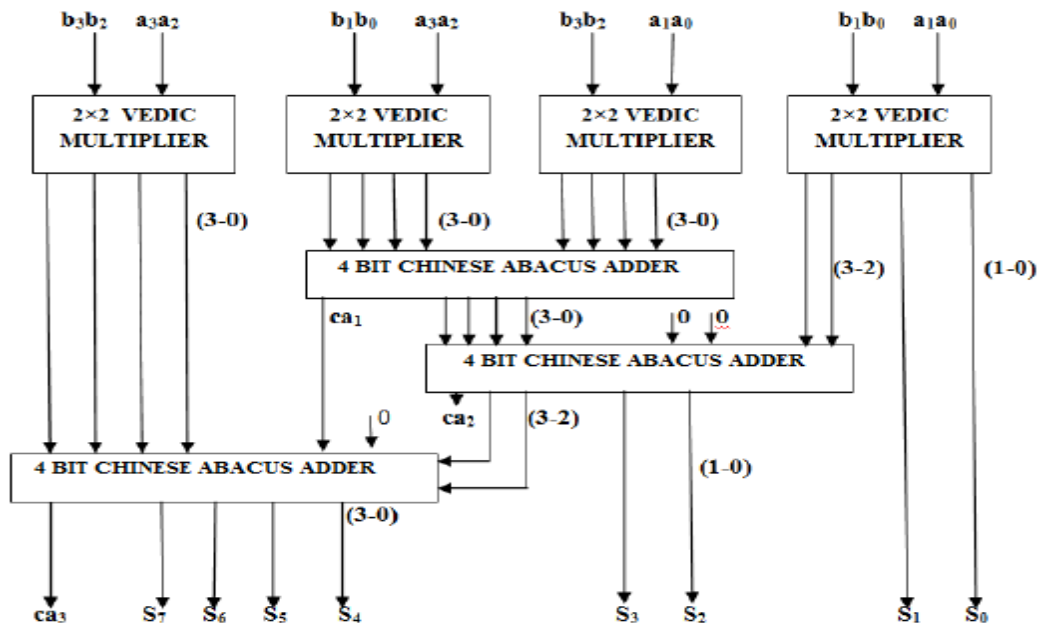 b₃b₂ a₃a₂ b₁b₀ a₃a₂ b₃b₂ a₁a₀ b₁b₀ a₁a₀
2×2 VEDIC MULTIPLIER
2×2 VEDIC MULTIPLIER
2×2 VEDIC MULTIPLIER
2×2 VEDIC MULTIPLIER
(3-0) (3-0) (3-0)
4 BIT CHINESE ABACUS ADDER
(3-2) (1-0)
ca₁ (3-0) 0 0
4 BIT CHINESE ABACUS ADDER
0 ca₂ (3-2)
4 BIT CHINESE ABACUS ADDER
(1-0)
(3-0)
ca₃ S₇ S₆ S₅ S₄ S₃ S₂ S₁ S₀